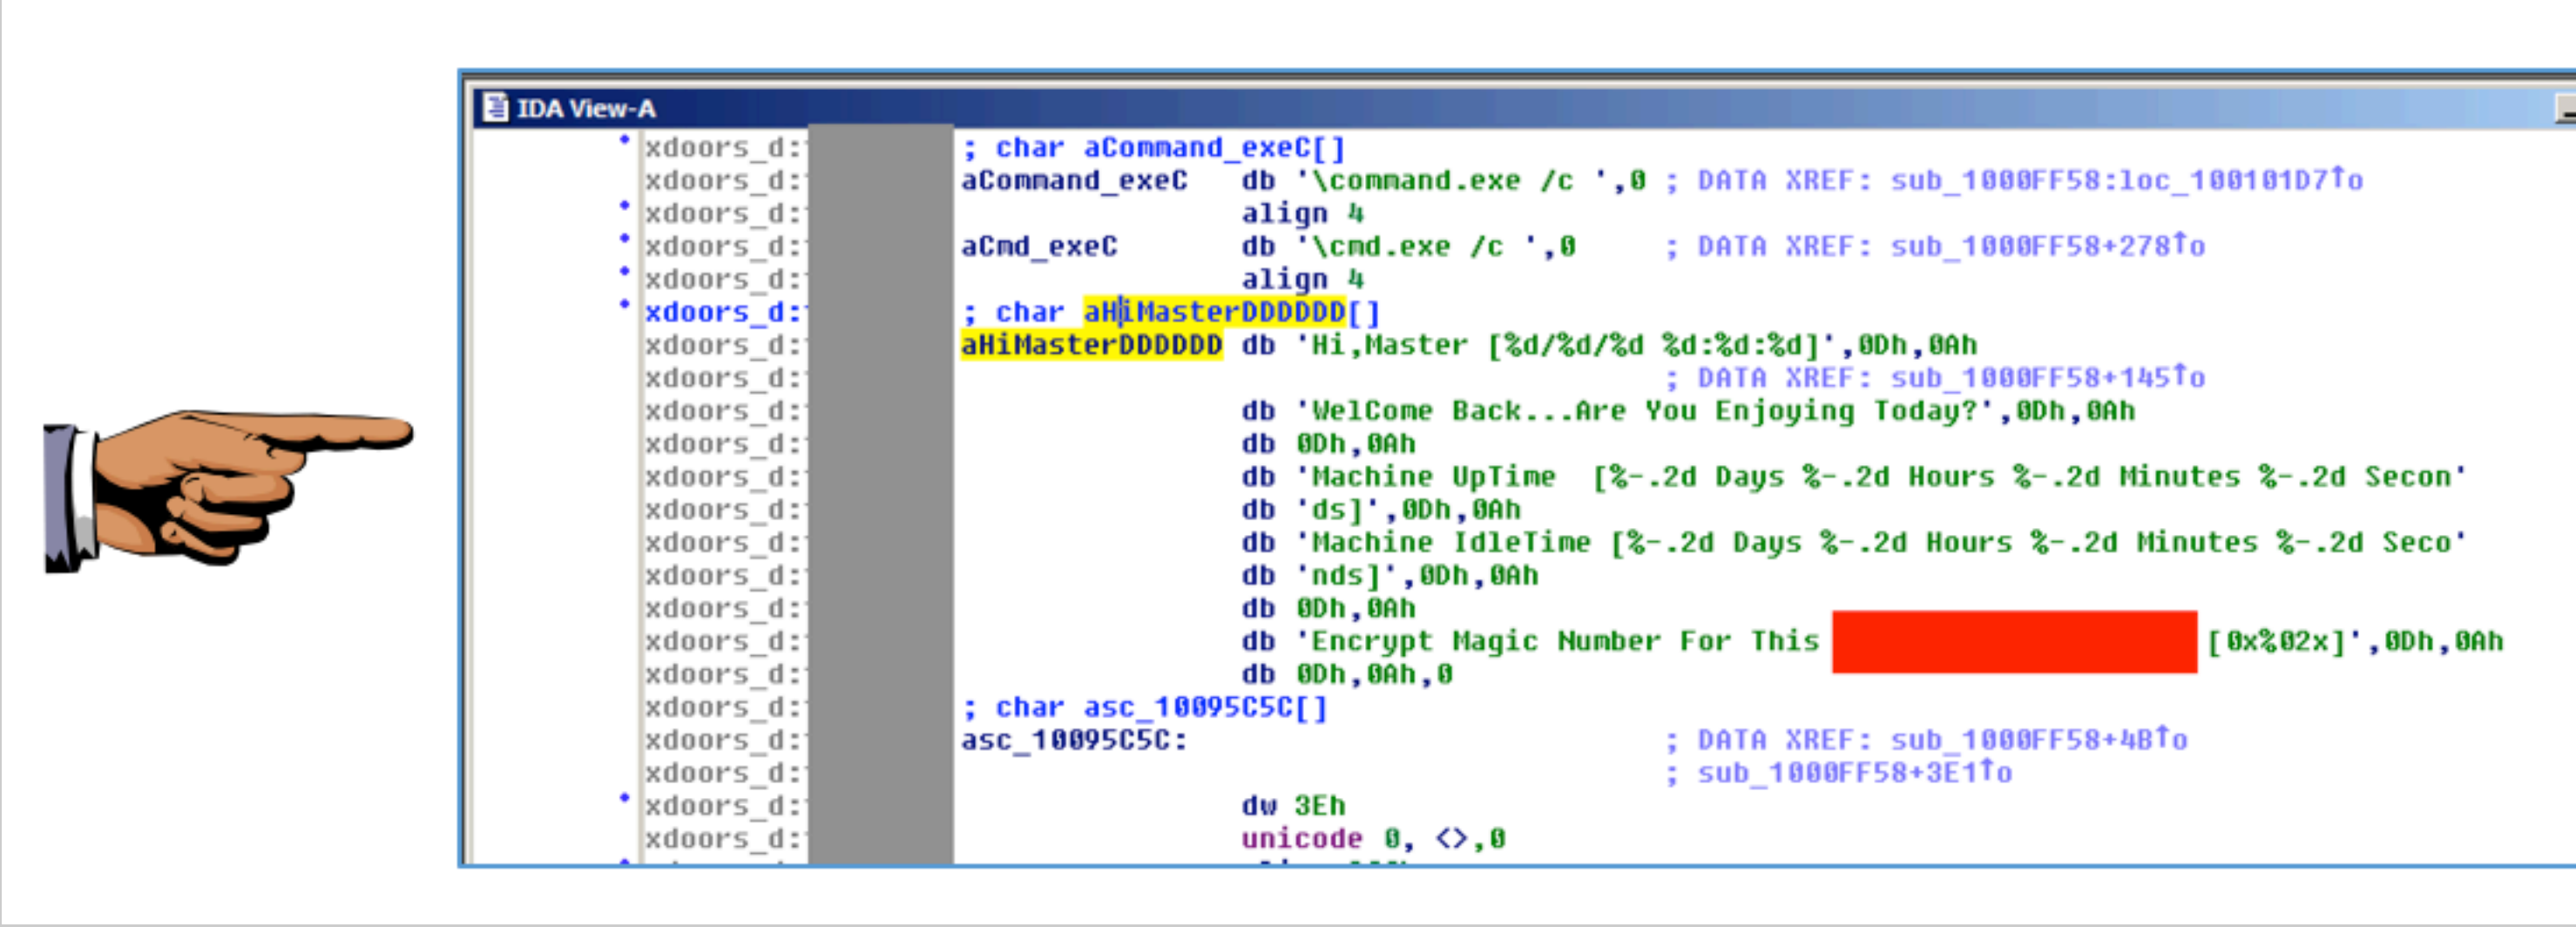 IDA View-A
xdoors_d: ; char aCommand_exeC[]
xdoors_d: aCommand_exeC db '\command.exe /c ',0 ; DATA XREF: sub_1000FF58:loc_100101D7↑o
xdoors_d: align 4
xdoors_d: aCmd_exeC db '\cmd.exe /c ',0 ; DATA XREF: sub_1000FF58+278↑o
xdoors_d: align 4
xdoors_d: ; char aHiMasterDDDDDD[]
xdoors_d: aHiMasterDDDDDD db 'Hi,Master [%d/%d/%d %d:%d:%d]',0Dh,0Ah
xdoors_d: ; DATA XREF: sub_1000FF58+145↑o
xdoors_d: db 'WelCome Back...Are You Enjoying Today?',0Dh,0Ah
xdoors_d: db 0Dh,0Ah
xdoors_d: db 'Machine UpTime  [%-.2d Days %-.2d Hours %-.2d Minutes %-.2d Secon'
xdoors_d: db 'ds]',0Dh,0Ah
xdoors_d: db 'Machine IdleTime [%-.2d Days %-.2d Hours %-.2d Minutes %-.2d Seco'
xdoors_d: db 'nds]',0Dh,0Ah
xdoors_d: db 0Dh,0Ah
xdoors_d: db 'Encrypt Magic Number For This [0x%02x]',0Dh,0Ah
xdoors_d: db 0Dh,0Ah,0
xdoors_d: ; char asc_10095C5C[]
xdoors_d: asc_10095C5C: ; DATA XREF: sub_1000FF58+4B↑o
xdoors_d: ; sub_1000FF58+3E1↑o
xdoors_d: dw 3Eh
xdoors_d: unicode 0, <>,0